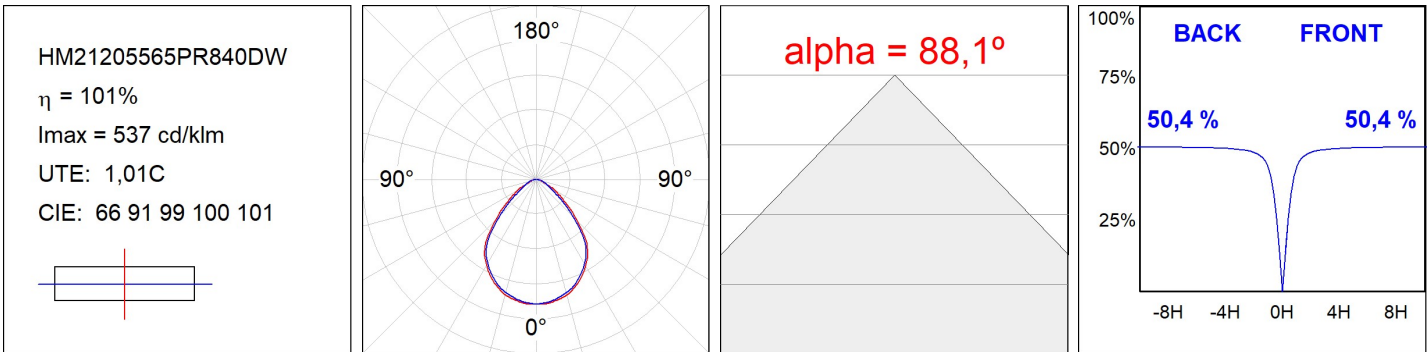 HM21205565PR840DW
η = 101%
Imax = 537 cd/klm
UTE: 1,01C
CIE: 66 91 99 100 101
180°
90°
90°
0°
alpha = 88,1º
100%
BACK
FRONT
75%
50,4 %
50,4 %
50%
25%
-8H
-4H
0H
4H
8H